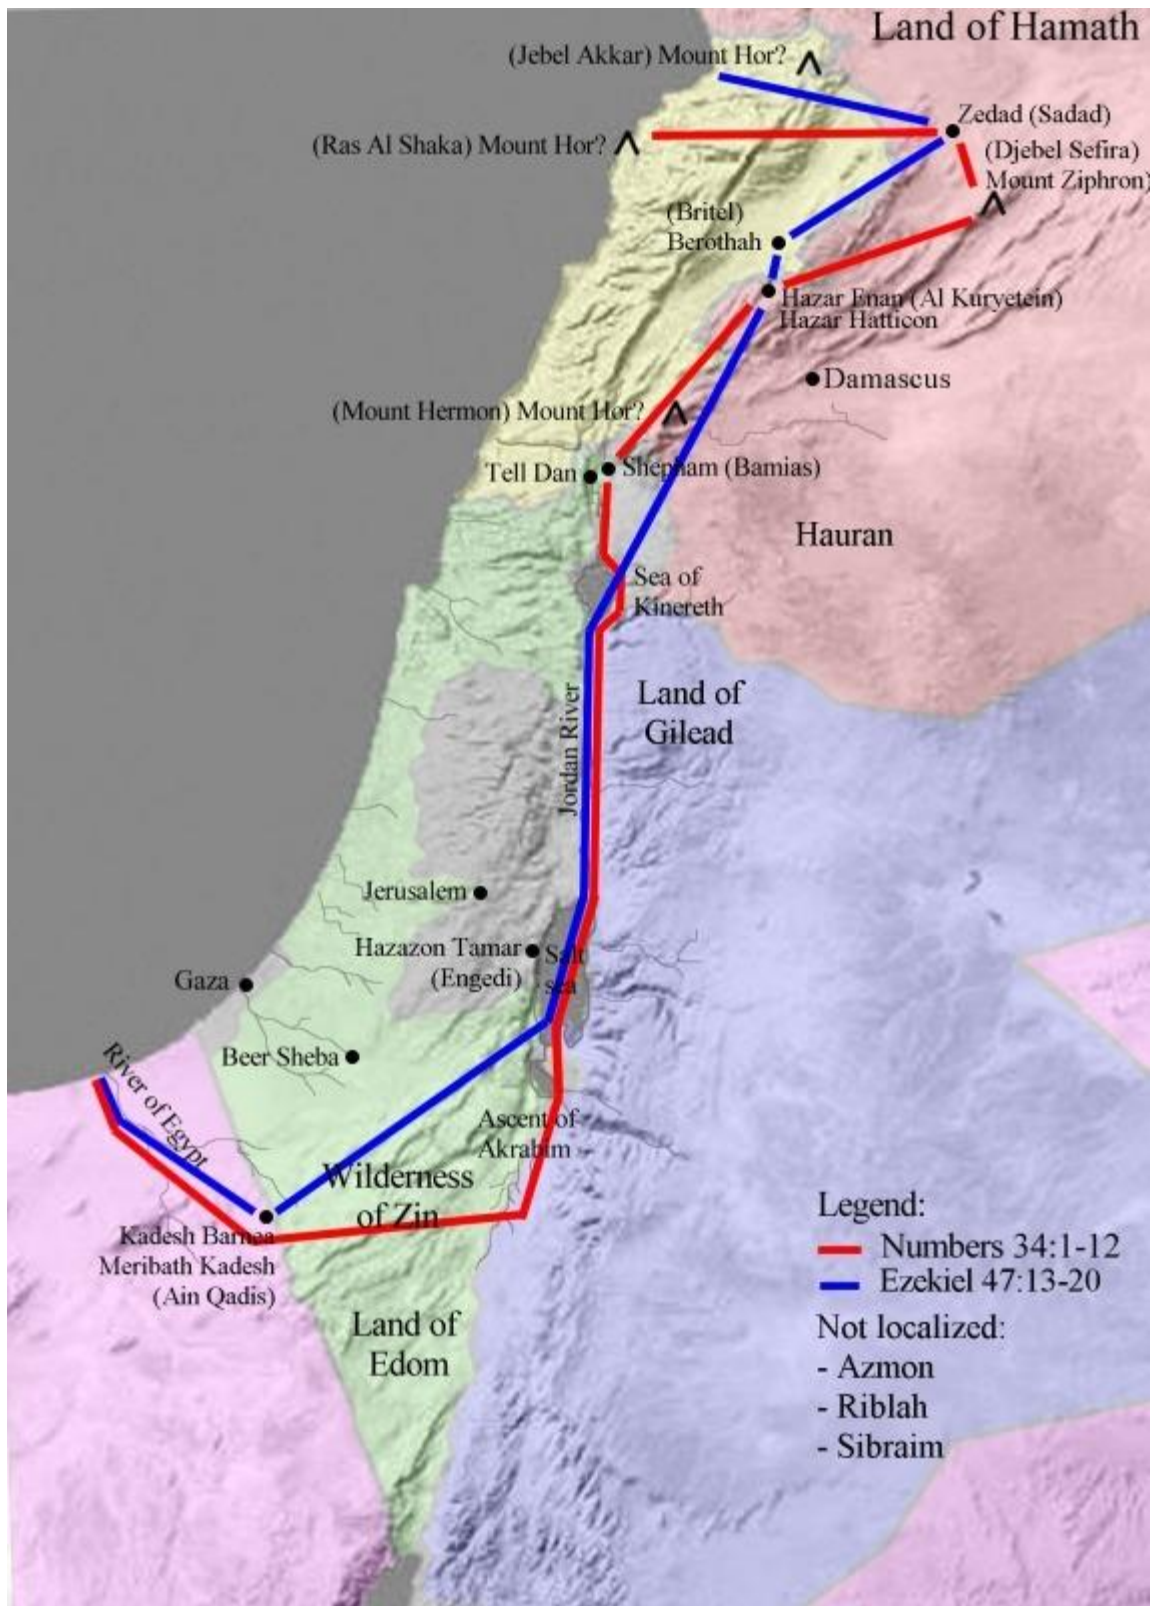 Land of Hamath
(Jebel Akkar) Mount Hor?
Zedad (Sadad)
(Ras Al Shaka) Mount Hor?
(Djebel Sefira)
Mount Ziphron)
(Britel)
Berothah
Hazar Enan (Al Kuryetein)
Hazar Hatticon
Damascus
(Mount Hermon) Mount Hor?
Tell Dan
Shepham (Bamias)
Hauran
Sea of
Kinereth
Land of
Gilead
Jordan River
Jerusalem
Hazazon Tamar
(Engedi)
Salt
sea
Gaza
Beer Sheba
River of Egypt
Ascent of
Akrabim
Wilderness
of Zin
Kadesh Barnea
Meribath Kadesh
(Ain Qadis)
Land of
Edom
Legend:
Numbers 34:1-12
Ezekiel 47:13-20
Not localized:
- Azmon
- Riblah
- Sibraim